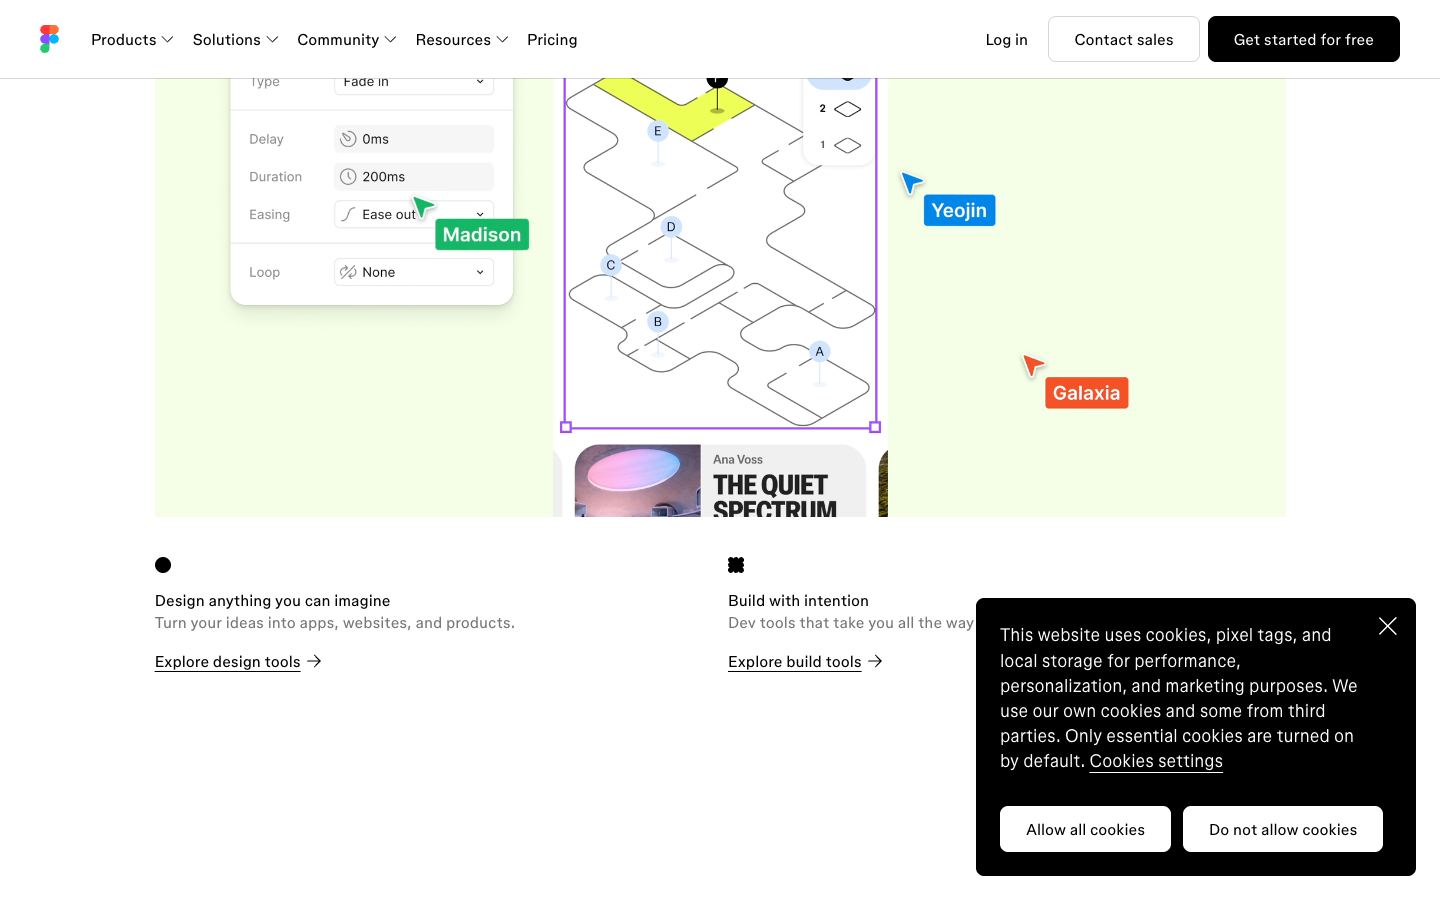 Products
Solutions
Community
Resources
Pricing
Log in
Contact sales
Get started for free
Type
Fade in
Delay
0ms
Duration
200ms
Easing
Ease out
Madison
Loop
None
2
1
E
D
C
B
A
Yeojin
Galaxia
Ana Voss
THE QUIET
SPECTRUM
Design anything you can imagine
Turn your ideas into apps, websites, and products.
Explore design tools
Build with intention
Dev tools that take you all the way
Explore build tools
This website uses cookies, pixel tags, and
local storage for performance,
personalization, and marketing purposes. We
use our own cookies and some from third
parties. Only essential cookies are turned on
by default. Cookies settings
Allow all cookies
Do not allow cookies